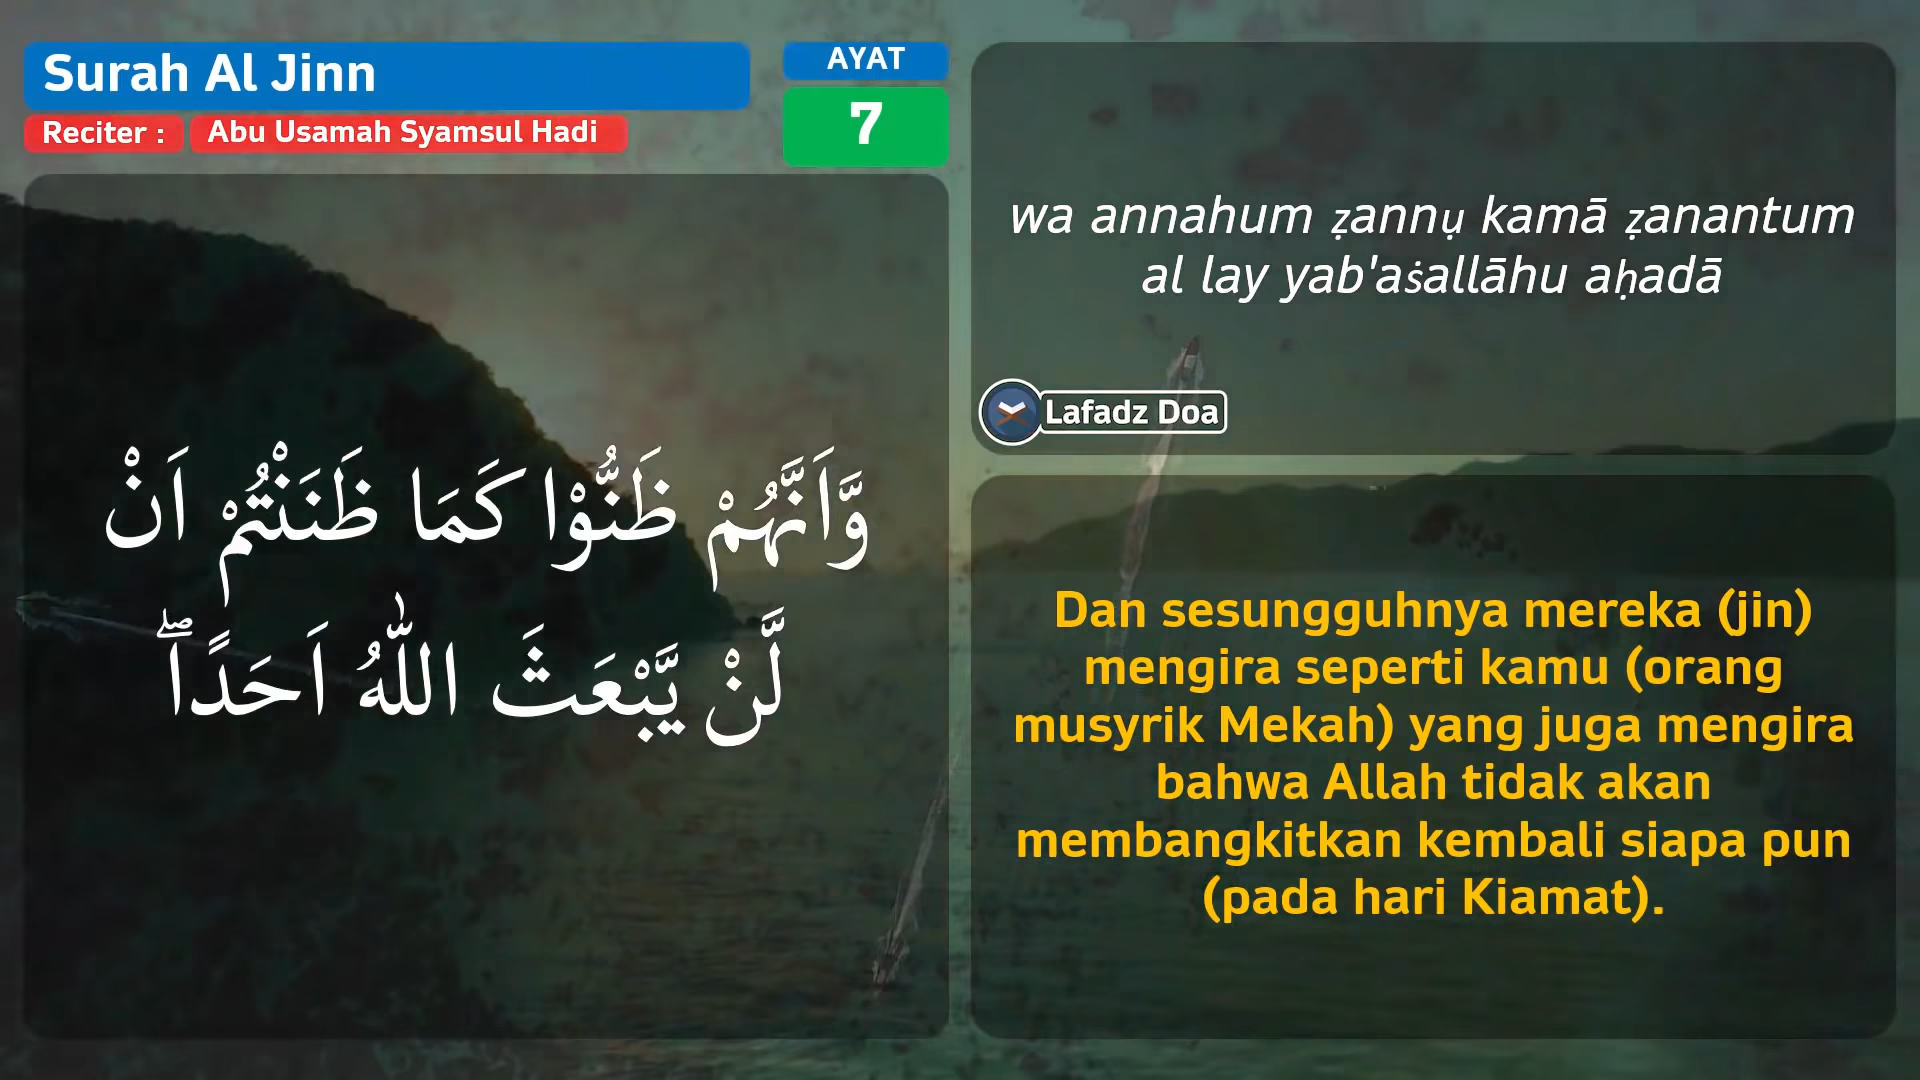 Surah Al Jinn
Reciter :
Abu Usamah Syamsul Hadi
AYAT
7
وَّاَنَّهُمْ ظَنُّوْا كَمَا ظَنَنْتُمْ اَنْ
لَّنْ يَّبْعَثَ اللّٰهُ اَحَدًاۖ
wa annahum ẓannụ kamā ẓanantum
al lay yab'aṡallāhu aḥadā
Lafadz Doa
Dan sesungguhnya mereka (jin)
mengira seperti kamu (orang
musyrik Mekah) yang juga mengira
bahwa Allah tidak akan
membangkitkan kembali siapa pun
(pada hari Kiamat).